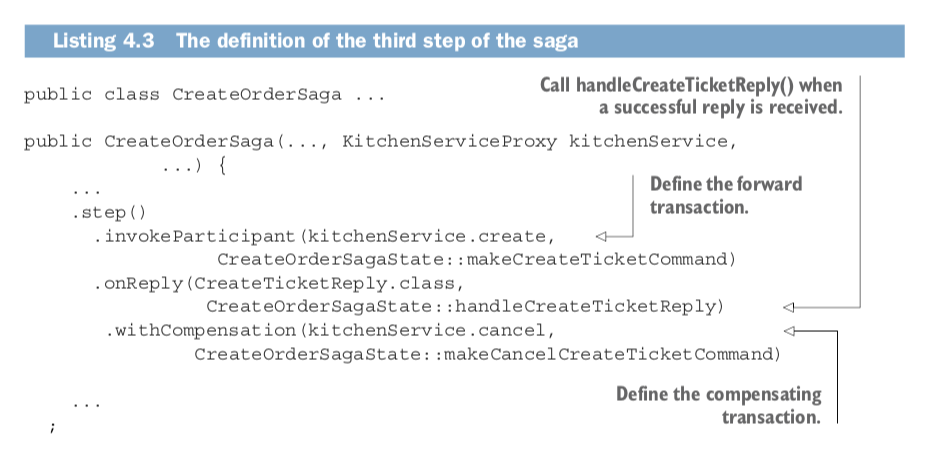 Listing 4.3 The definition of the third step of the saga
Call handleCreateTicketReply() when
a successful reply is received.
public class CreateOrderSaga ...
public CreateOrderSaga(..., KitchenServiceProxy kitchenService,
...) {
Define the forward
transaction.
...
.step()
.invokeParticipant(kitchenService.create,
CreateOrderSagaState::makeCreateTicketCommand)
.onReply(CreateTicketReply.class,
CreateOrderSagaState::handleCreateTicketReply)
.withCompensation(kitchenService.cancel,
CreateOrderSagaState::makeCancelCreateTicketCommand)
Define the compensating
transaction.
...
;